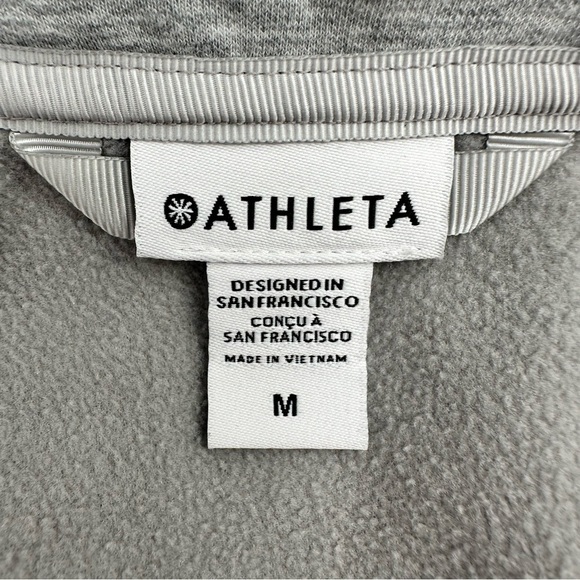 ATHLETA
DESIGNED IN
SAN FRANCISCO
CONÇU À
SAN FRANCISCO
MADE IN VIETNAM
M